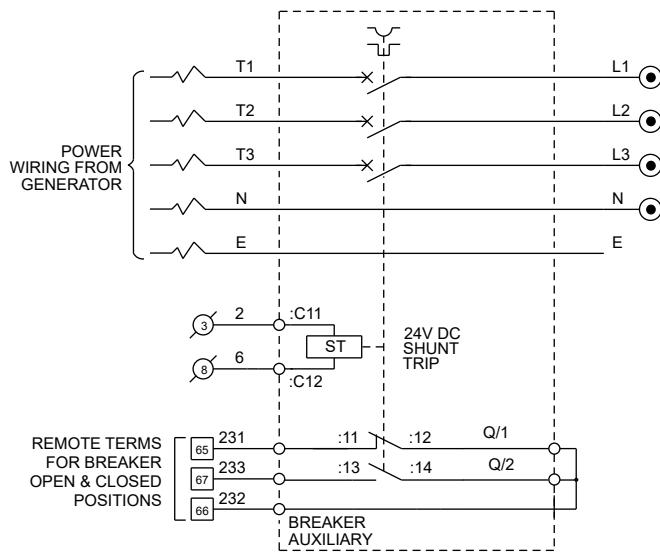 T1 L1
T2 L2
T3 L3
N N
E E
POWER
WIRING FROM
GENERATOR
3 2 :C11
ST
24V DC
SHUNT
TRIP
8 6 :C12
REMOTE TERMS
FOR BREAKER
OPEN & CLOSED
POSITIONS
65 231 :11 :12 Q/1
67 233 :13 :14 Q/2
66 232
BREAKER
AUXILIARY